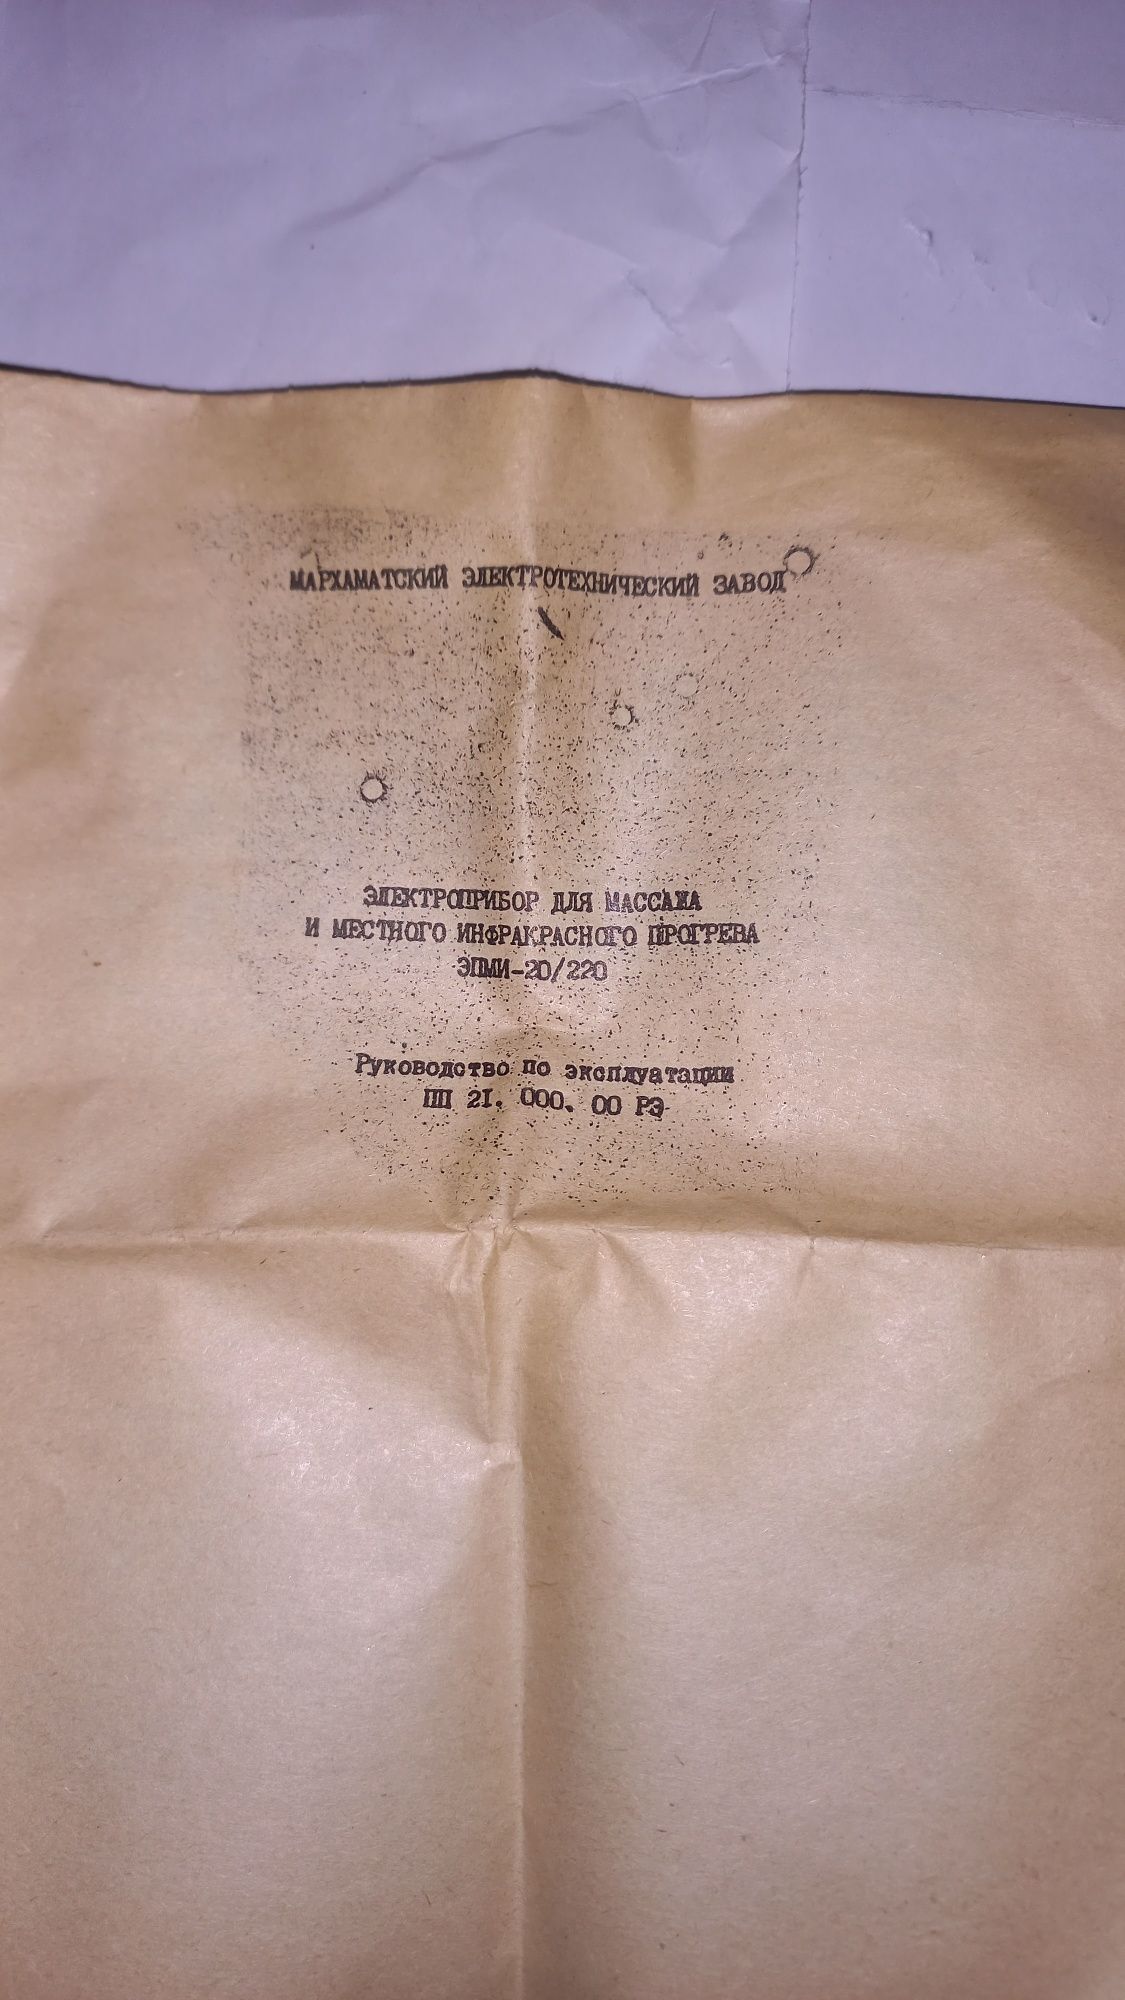 МАРХАМАТСКИЙ ЭЛЕКТРОТЕХНИЧЕСКИЙ ЗАВОД
ЭЛЕКТРОПРИБОР ДЛЯ МАССАЖА
И МЕСТНОГО ИНФРАКРАСНОГО ПРОГРЕВА
ЭПМИ-20/220
Руководство по эксплуатации
ПП 21. 000. 00 РЭ